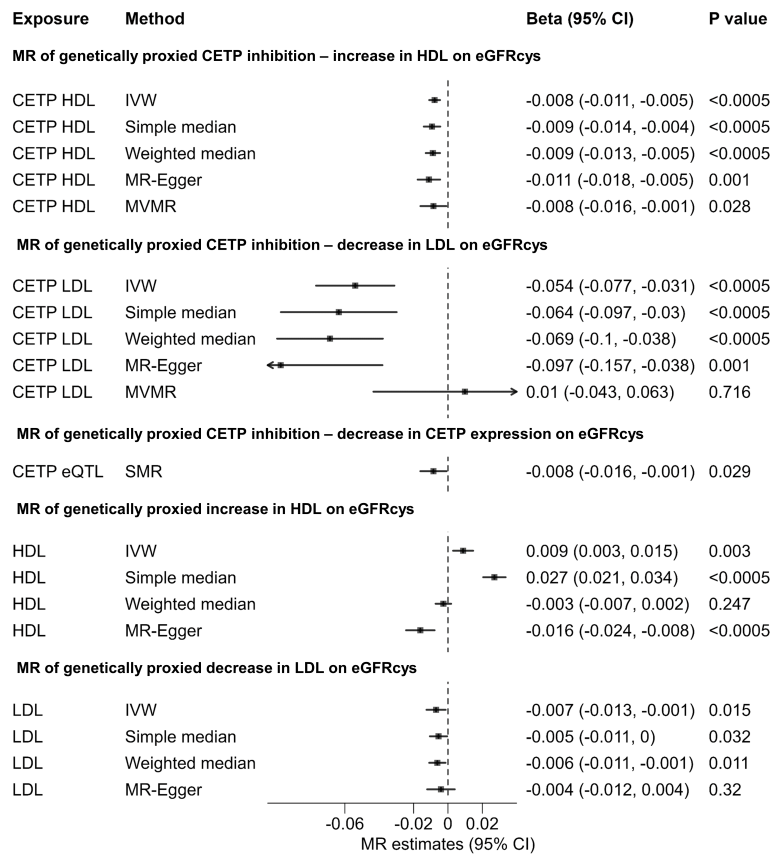 Exposure Method Beta (95% CI) P value
MR of genetically proxied CETP inhibition – increase in HDL on eGFRcys
CETP HDL IVW -0.008 (-0.011, -0.005) <0.0005
CETP HDL Simple median -0.009 (-0.014, -0.004) <0.0005
CETP HDL Weighted median -0.009 (-0.013, -0.005) <0.0005
CETP HDL MR-Egger -0.011 (-0.018, -0.005) 0.001
CETP HDL MVMR -0.008 (-0.016, -0.001) 0.028
MR of genetically proxied CETP inhibition – decrease in LDL on eGFRcys
CETP LDL IVW -0.054 (-0.077, -0.031) <0.0005
CETP LDL Simple median -0.064 (-0.097, -0.03) <0.0005
CETP LDL Weighted median -0.069 (-0.1, -0.038) <0.0005
CETP LDL MR-Egger -0.097 (-0.157, -0.038) 0.001
CETP LDL MVMR 0.01 (-0.043, 0.063) 0.716
MR of genetically proxied CETP inhibition – decrease in CETP expression on eGFRcys
CETP eQTL SMR -0.008 (-0.016, -0.001) 0.029
MR of genetically proxied increase in HDL on eGFRcys
HDL IVW 0.009 (0.003, 0.015) 0.003
HDL Simple median 0.027 (0.021, 0.034) <0.0005
HDL Weighted median -0.003 (-0.007, 0.002) 0.247
HDL MR-Egger -0.016 (-0.024, -0.008) <0.0005
MR of genetically proxied decrease in LDL on eGFRcys
LDL IVW -0.007 (-0.013, -0.001) 0.015
LDL Simple median -0.005 (-0.011, 0) 0.032
LDL Weighted median -0.006 (-0.011, -0.001) 0.011
LDL MR-Egger -0.004 (-0.012, 0.004) 0.32
-0.06 -0.02 0 0.02
MR estimates (95% CI)